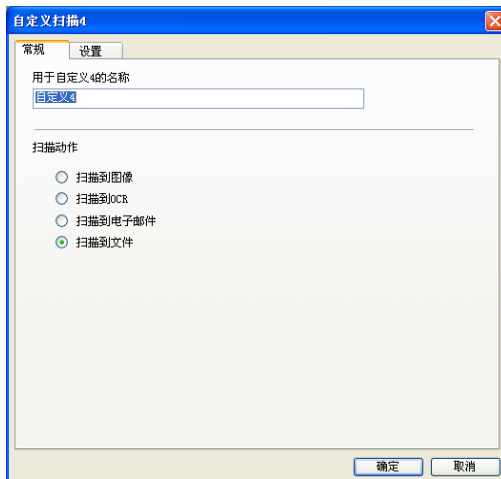 自定义扫描4
常规 设置
用于自定义4的名称
自定义4
扫描动作
扫描到图像
扫描到OCR
扫描到电子邮件
扫描到文件
确定 取消